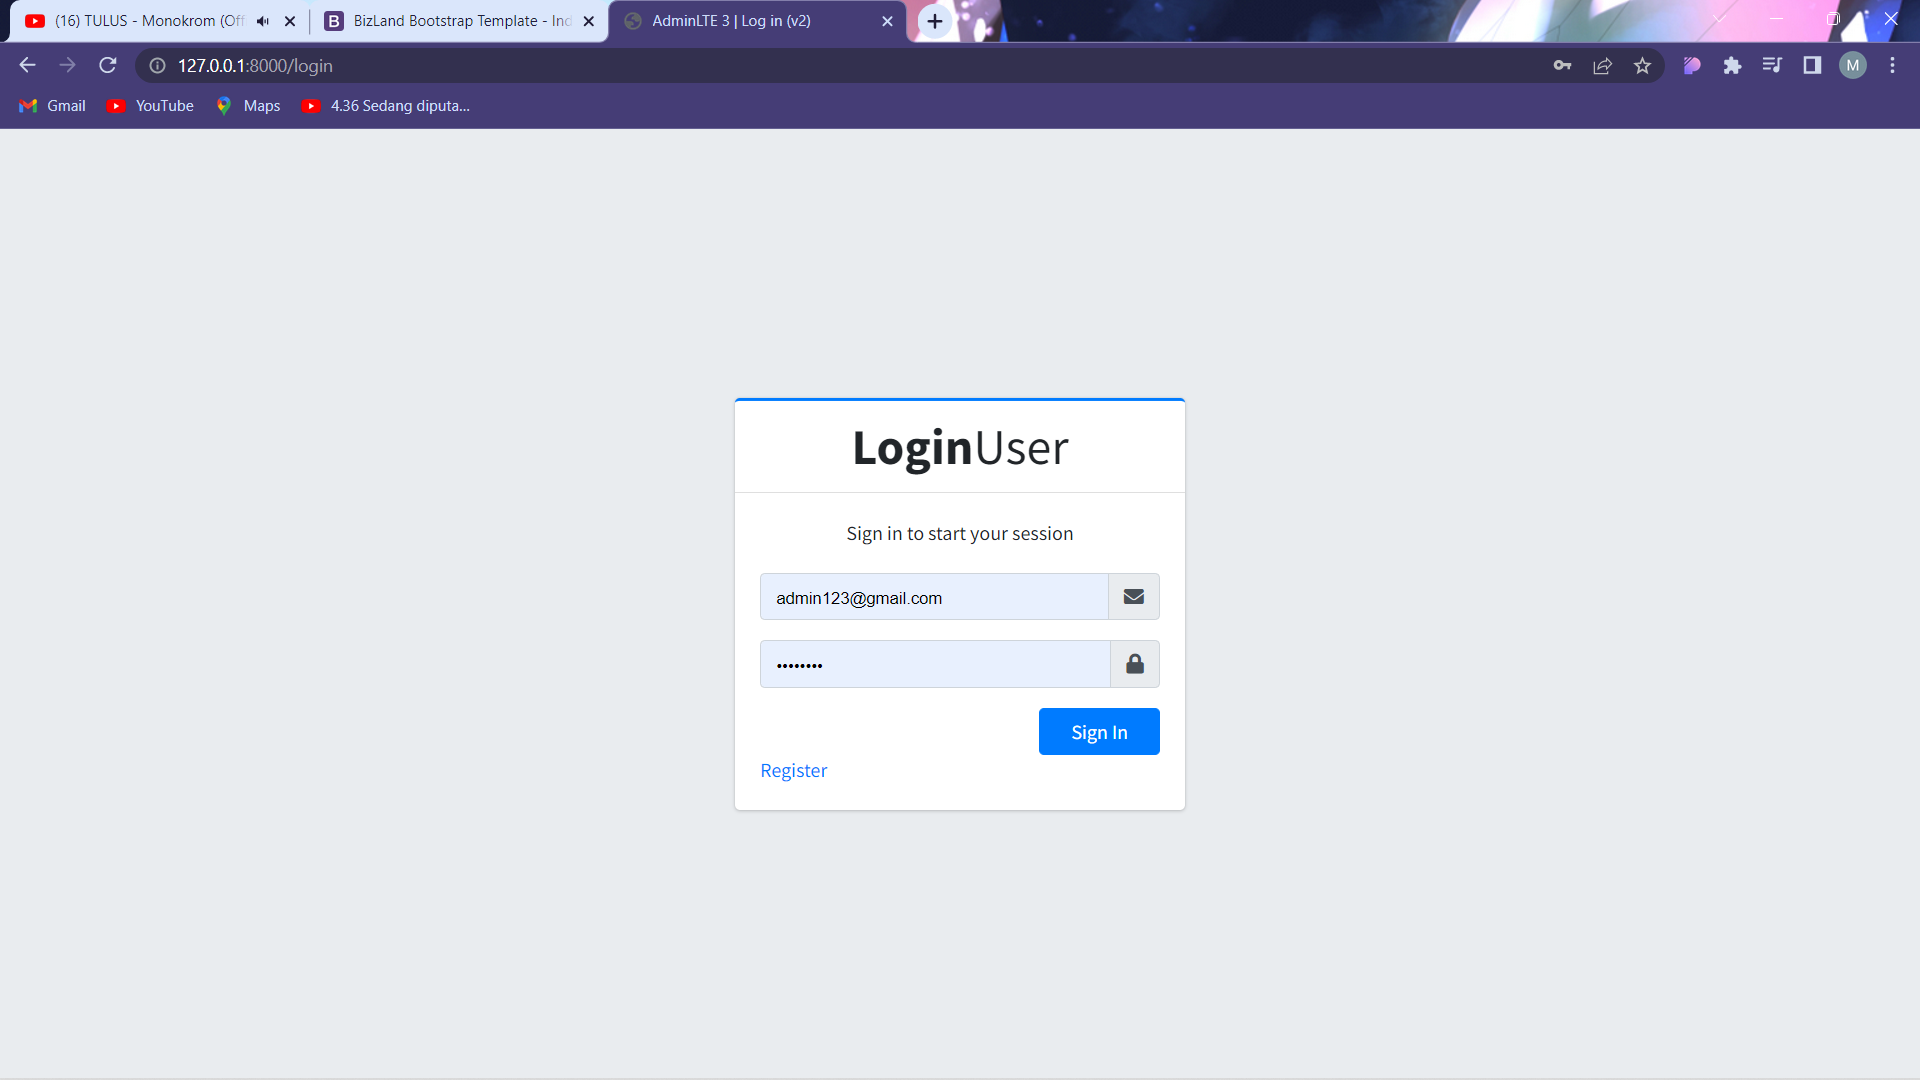 (16) TULUS - Monokrom (Off
BizLand Bootstrap Template - Ind
AdminLTE 3 | Log in (v2)
127.0.0.1:8000/login
M
Gmail
YouTube
Maps
4.36 Sedang diputa...
LoginUser
Sign in to start your session
admin123@gmail.com
••••••••
Sign In
Register